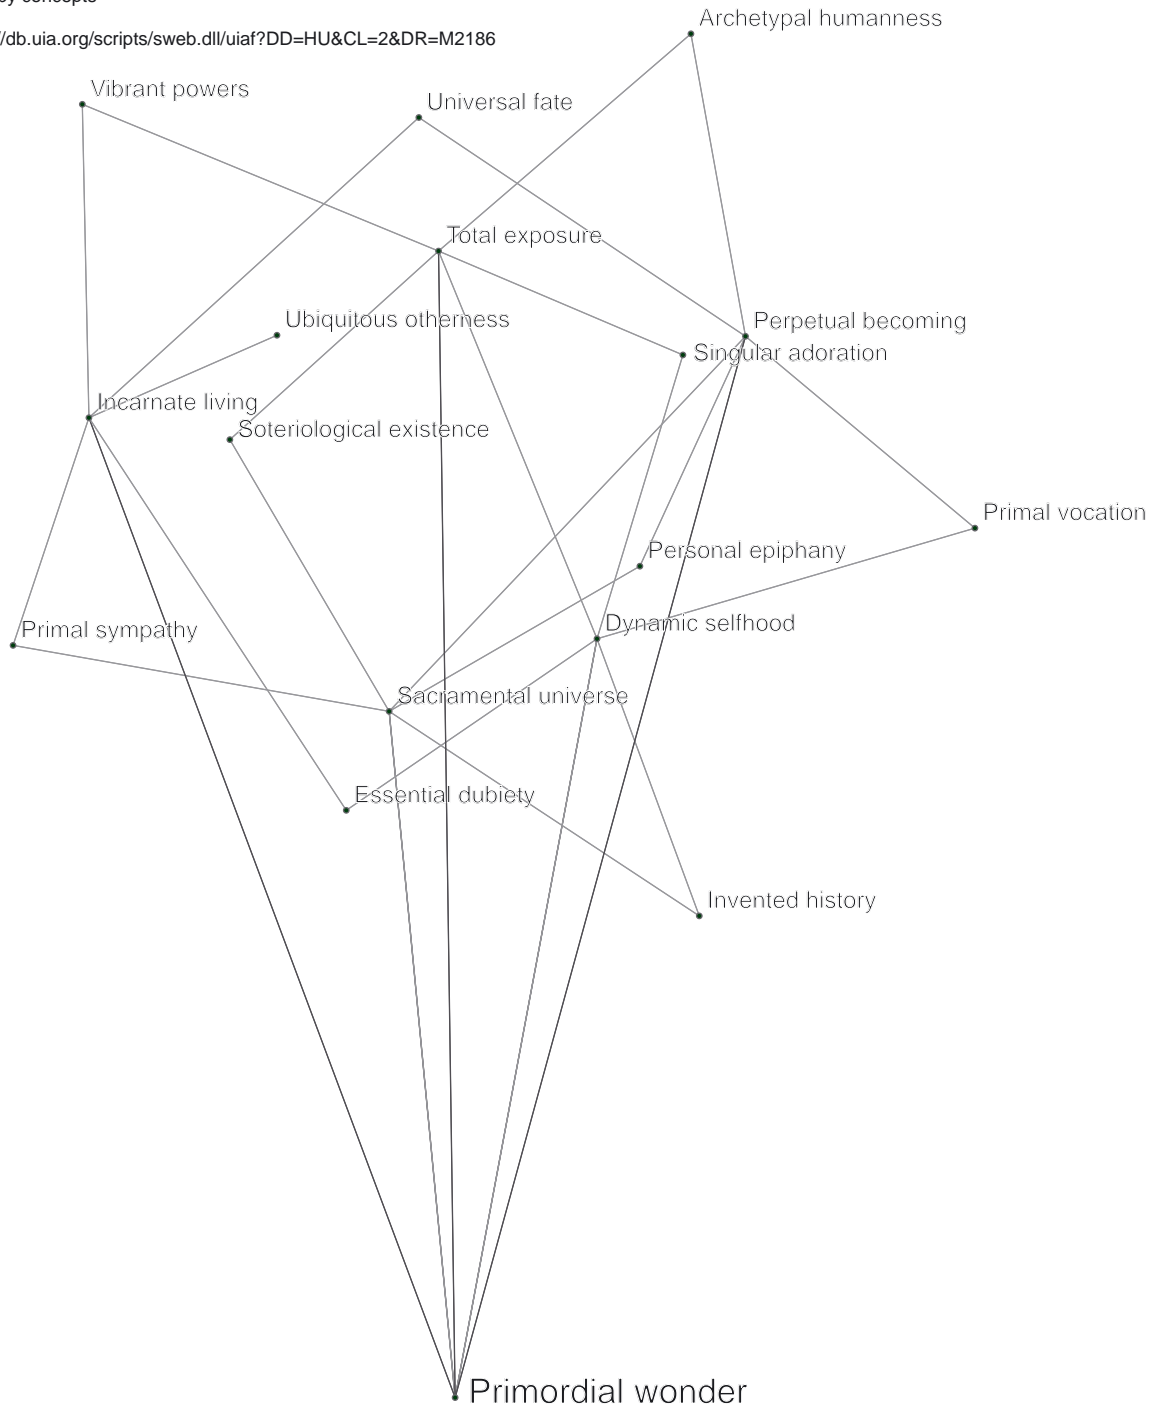 concepts
/db.uia.org/scripts/sweb.dll/uiaf?DD=HU&CL=2&DR=M2186
Archetypal humanness
Vibrant powers
Universal fate
Total exposure
Ubiquitous otherness
Perpetual becoming
Singular adoration
Incarnate living
Soteriological existence
Primal vocation
Personal epiphany
Dynamic selfhood
Primal sympathy
Sacramental universe
Essential dubiety
Invented history
Primordial wonder